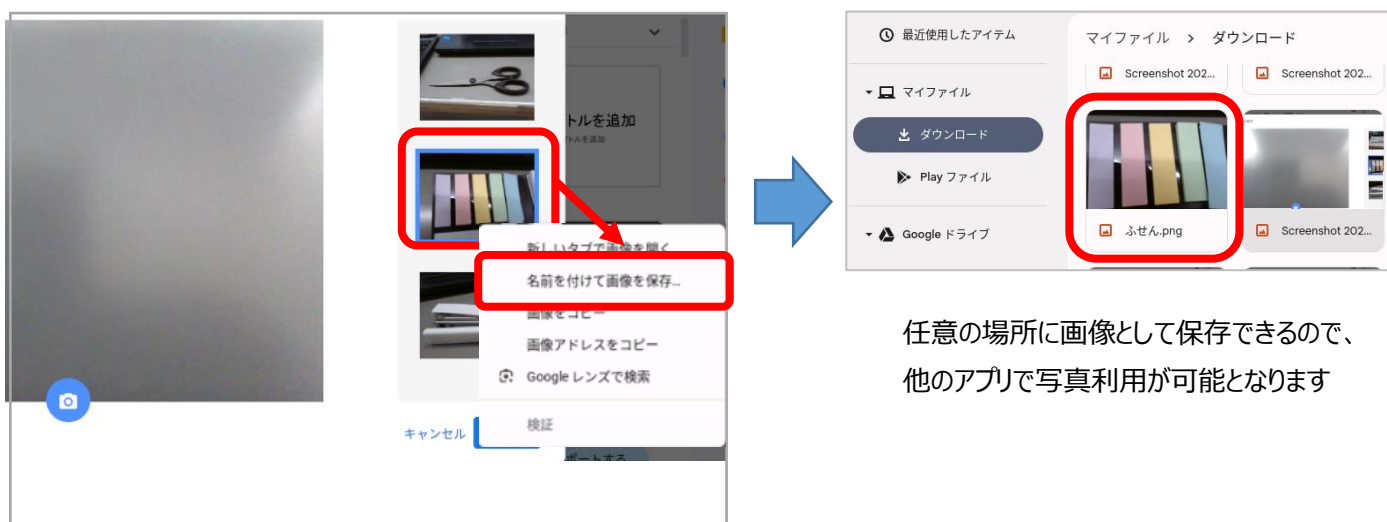 トルを追加
トルを追加
新しいタブで画像を開く
名前を付けて画像を保存...
画像をコピー
画像アドレスをコピー
Google レンズで検索
検証
キャンセル
ポートする
最近使用したアイテム
マイファイル
ダウンロード
Play ファイル
Google ドライブ
マイファイル > ダウンロード
Screenshot 202...
Screenshot 202...
ふせん.png
Screenshot 202...
任意の場所に画像として保存できるので、
他のアプリで写真利用が可能となります